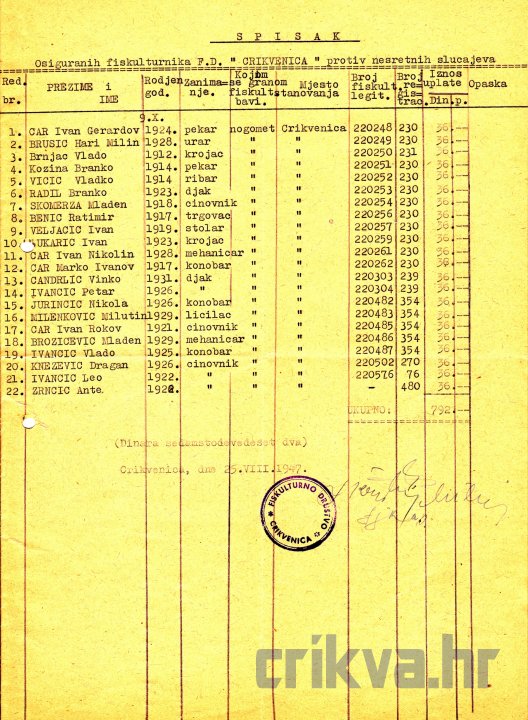 S P I S A K
Osiguranih fiskulturnika F.D. " CRIKVENICA " protiv nesretnih slucajeva
Red. br. PREZIME i IME Rodjen god. Zanima= nje. Kojom se granom fiskult. bavi. Mjesto stanovanja Broj fiskult. legit. Broj re= gis= trac. Iznos uplate Din. p. Opaska
9.X.
1. CAR Ivan Gerardov 1924. pekar nogomet Crikvenica 220248 230 36.--
2. BRUSIC Hari Milin 1928. urar " " 220249 230 36.--
3. Brnjac Vlado 1912. krojac " " 220250 231 36.--
4. Kozina Branko 1914. pekar " " 220251 230 36.--
5. VICIC Vladko 1914 ribar " " 220252 230 36.--
6. RADIL Branko 1923. djak " " 220253 230 36.--
7. SKOMERZA Mladen 1918. cinovnik " " 220254 230 36.--
8. BENIC Ratimir 1917. trgovac " " 220256 230 36.--
9. VELJACIC Ivan 1919. stolar " " 220257 230 36.--
10. LUKARIC Ivan 1923. krojac " " 220259 230 36.--
11. CAR Ivan Nikolin 1928. mehanicar " " 220261 230 36.--
12. CAR Marko Ivanov 1917. konobar " " 220262 230 36.--
13. CANDRLIC Vinko 1931. djak " " 220303 239 36.--
14. IVANCIC Petar 1926. " " " 220304 239 36.--
15. JURINCIC Nikola 1926. konobar " " 220482 354 36.--
16. MILENKOVIC Milutin 1929. licilac " " 220483 354 36.--
17. CAR Ivan Rokov 1921. cinovnik " " 220485 354 36.--
18. BROZICEVIC Mladen 1929. mehanicar " " 220486 354 36.--
19. IVANCIC Vlado 1925. konobar " " 220487 354 36.--
20. KNEZEVIC Dragan 1926. cinovnik " " 220502 270 36.--
21. IVANCIC Leo 1922. " " " 220576 76 36.--
22. ZRNCIC Ante 1922. " " " - 480 36.--
UKUPNO: 792.--
(Dinara sedamstodevedeset dva)
Crikvenica, dne 25.VIII.1947.
* FISKULTURNO DRUŠTVO * CRIKVENICA
crikva.hr